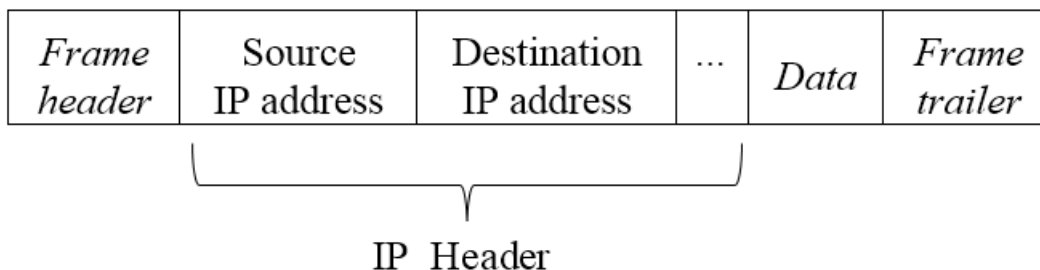 Frame header
Source IP address
Destination IP address
...
Data
Frame trailer
IP Header